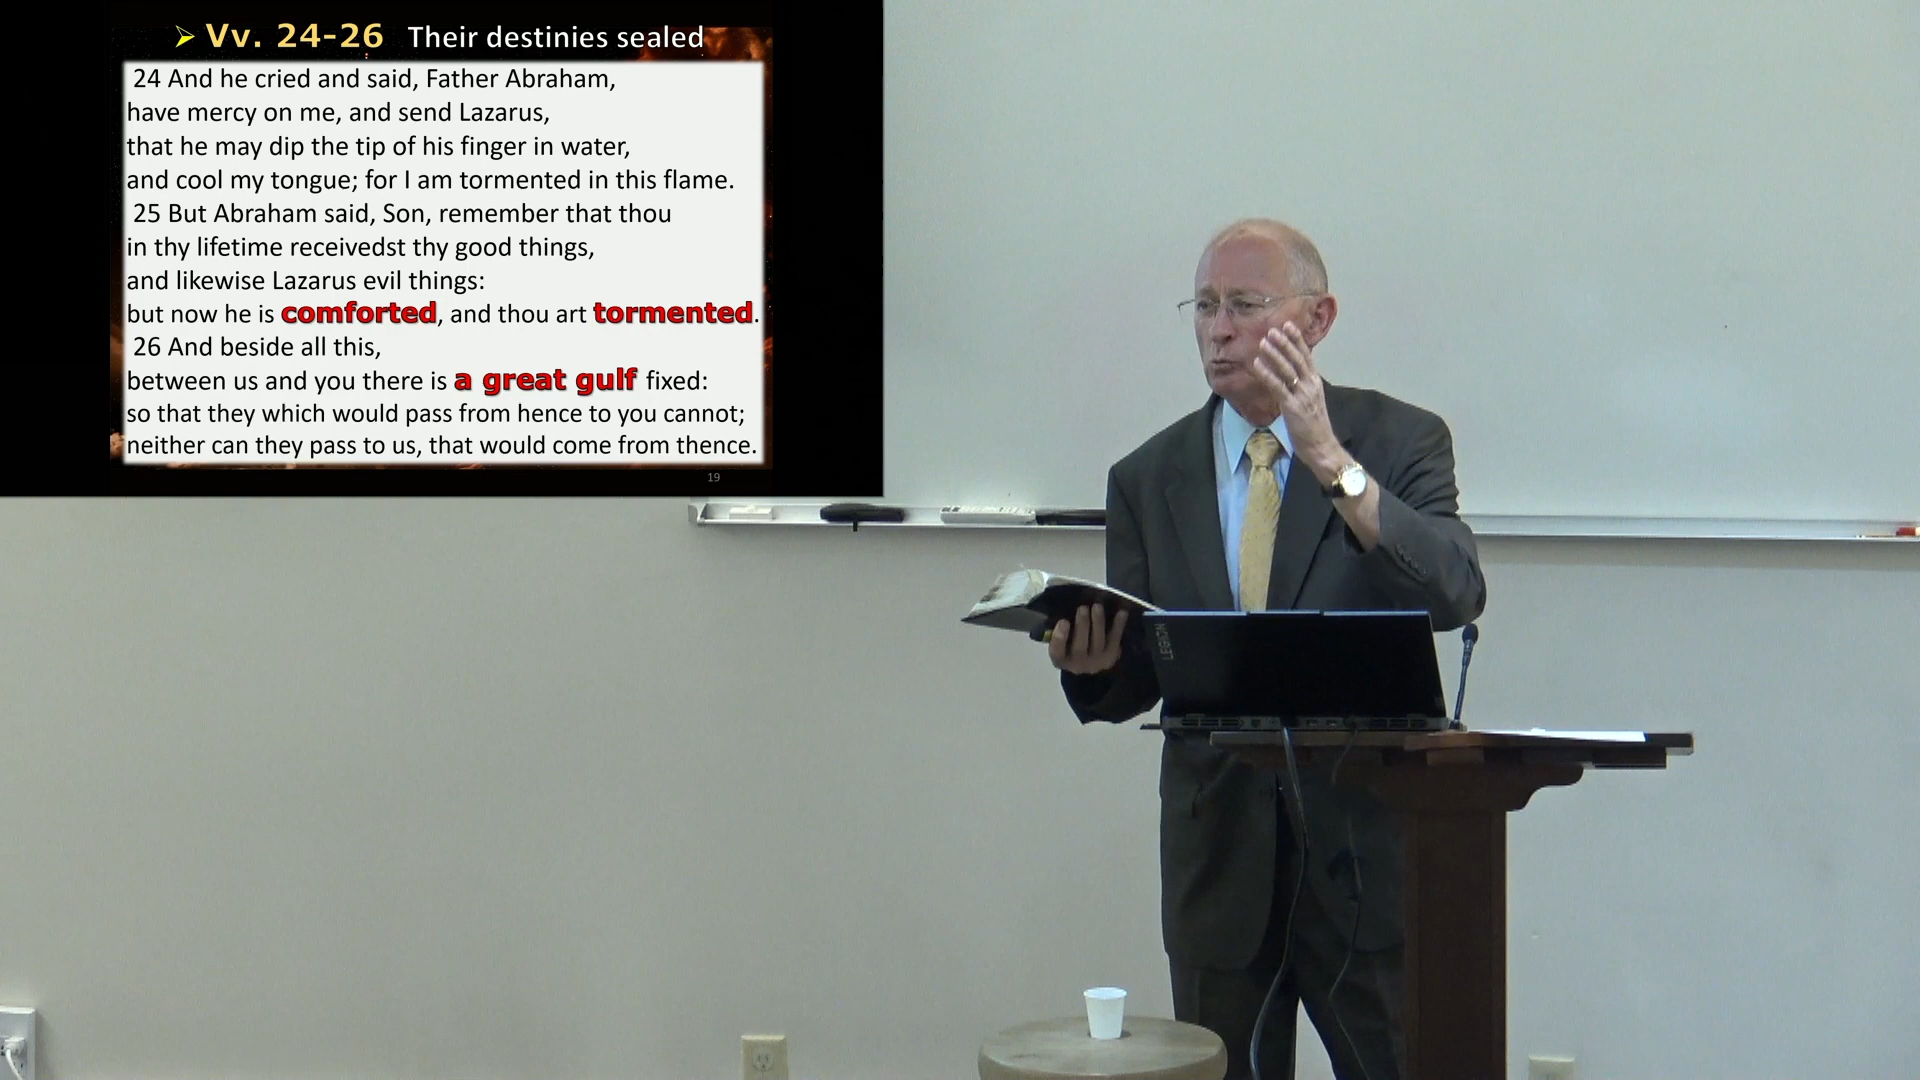 ➢ Vv. 24-26 Their destinies sealed
24 And he cried and said, Father Abraham,
have mercy on me, and send Lazarus,
that he may dip the tip of his finger in water,
and cool my tongue; for I am tormented in this flame.
25 But Abraham said, Son, remember that thou
in thy lifetime receivedst thy good things,
and likewise Lazarus evil things:
but now he is comforted, and thou art tormented.
26 And beside all this,
between us and you there is a great gulf fixed:
so that they which would pass from hence to you cannot;
neither can they pass to us, that would come from thence.
19
LEGION